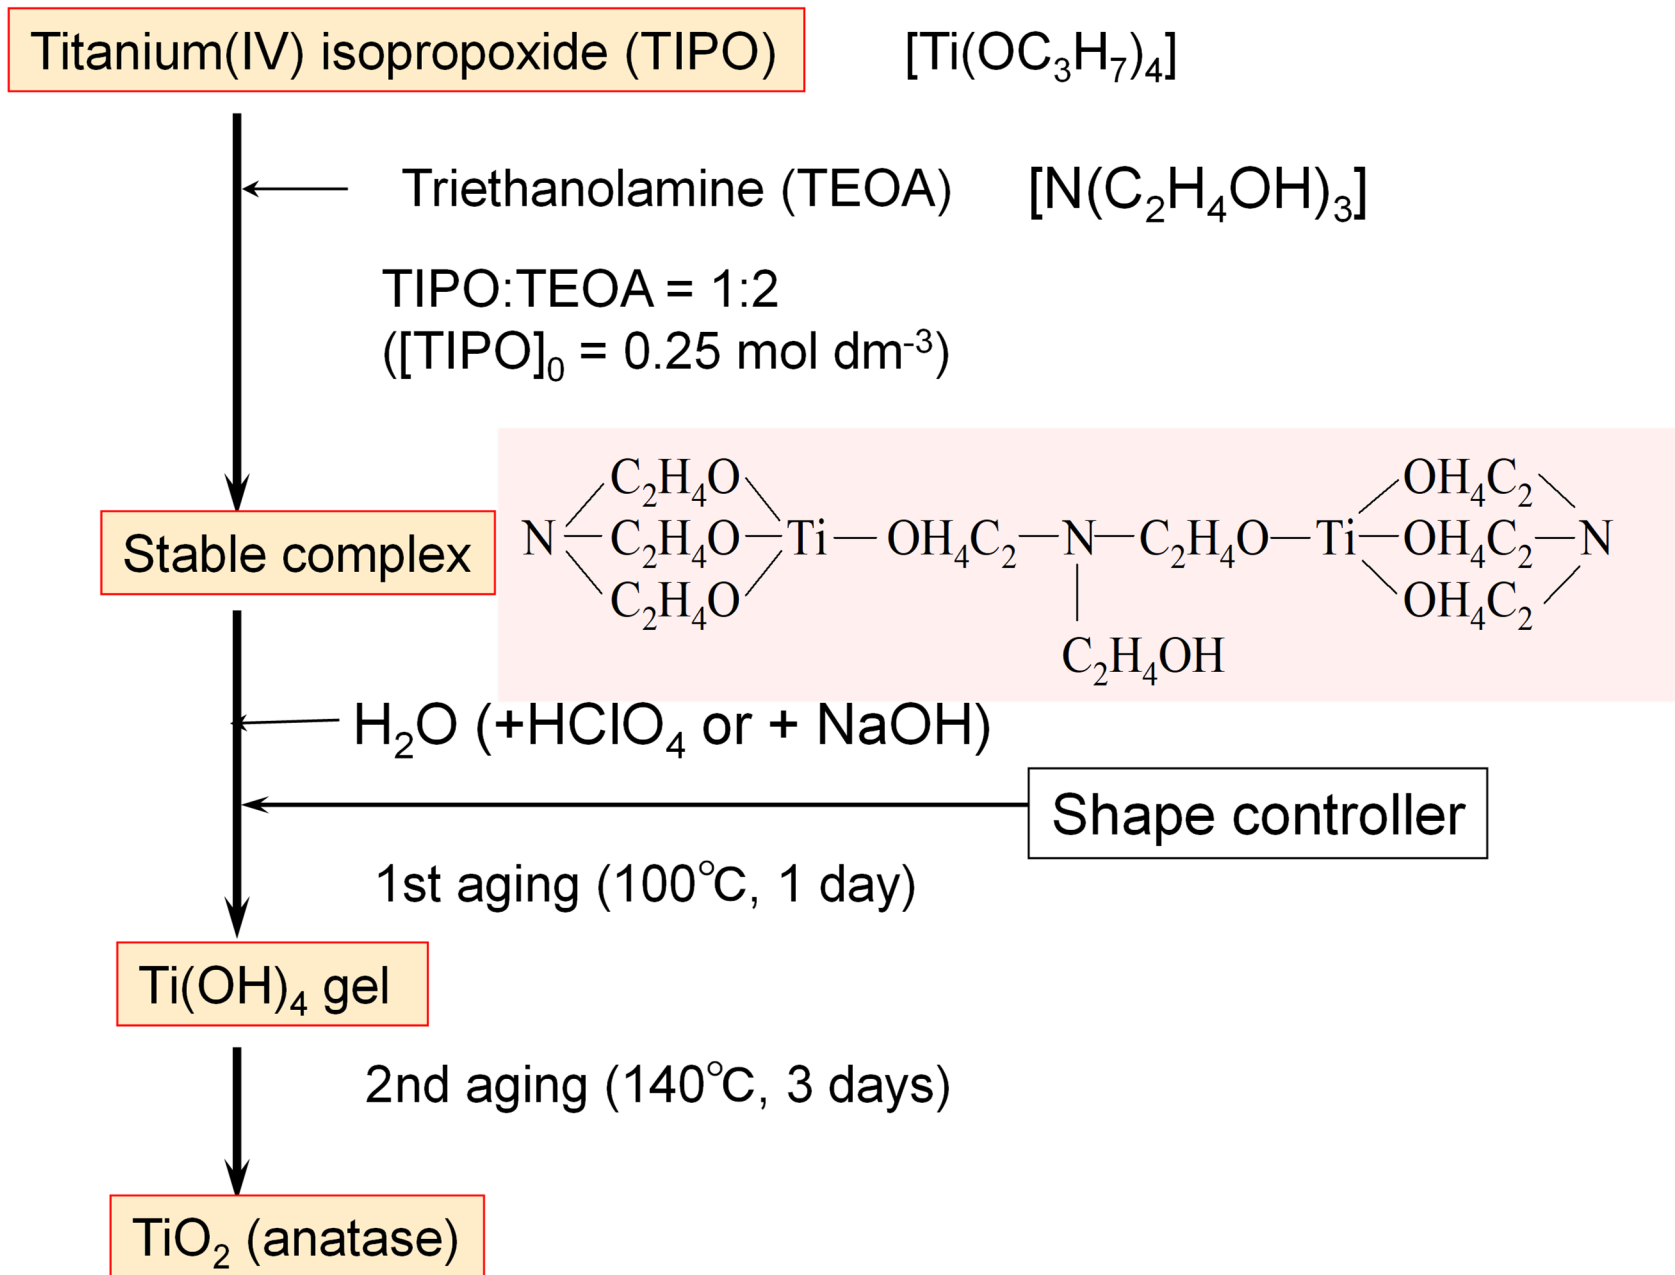 Titanium(IV) isopropoxide (TIPO) [Ti(OC₃H₇)₄]
Triethanolamine (TEOA) [N(C₂H₄OH)₃]
TIPO:TEOA = 1:2
([TIPO]₀ = 0.25 mol dm⁻³)
Stable complex
C₂H₄O OH₄C₂
N C₂H₄O Ti OH₄C₂ N C₂H₄O Ti OH₄C₂ N
C₂H₄O OH₄C₂
C₂H₄OH
H₂O (+HClO₄ or + NaOH)
Shape controller
1st aging (100℃, 1 day)
Ti(OH)₄ gel
2nd aging (140℃, 3 days)
TiO₂ (anatase)